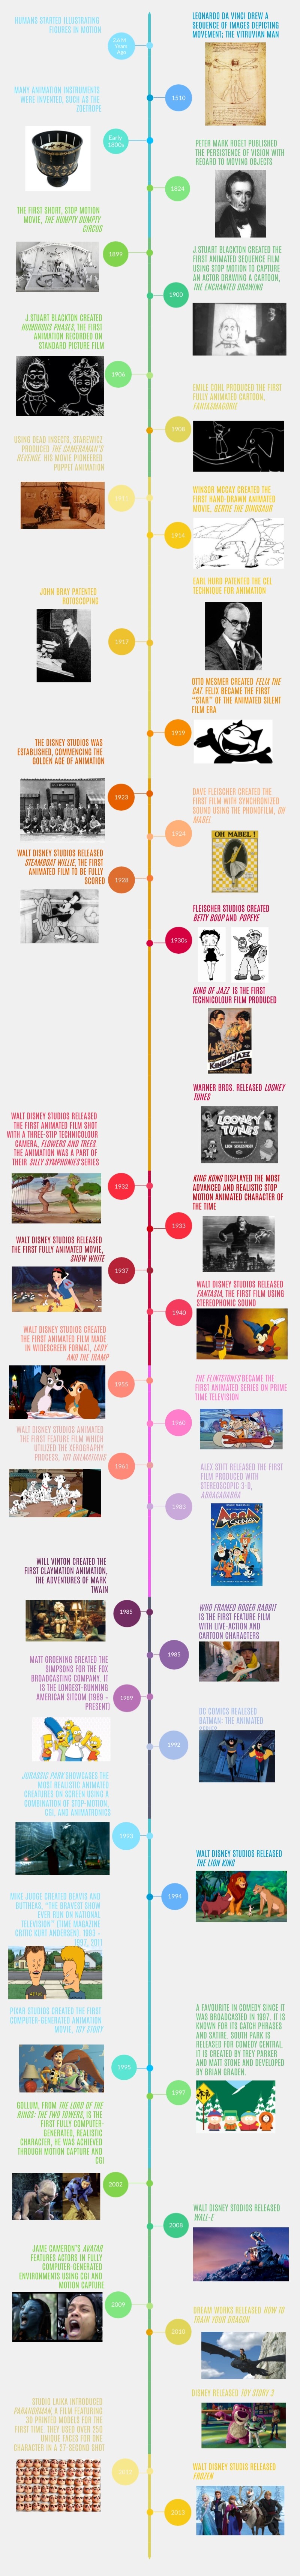 HUMANS STARTED ILLUSTRATING
FIGURES IN MOTION
Years
Ago
LEONARDO DA VINCI DREW A
SEQUENCE OF IMAGES DEPICTING
MOVEMENT: THE VITRUVIAN MAN
1510
MANY ANIMATION INSTRUMENTS
WERE INVENTED, SUCH AS THE
ZOETROPE
Early
1800s
PETER MARK ROGET PUBLISHED
THE PERSISTENCE OF VISION WITH
REGARD TO MOVING OBJECTS
1824
THE FIRST SHORT, STOP MOTION
MOVIE, THE HUMPTY DUMPTY
CIRCUS
1899
J.STUART BLACKTON CREATED THE
FIRST ANIMATED SEQUENCE FILM
USING STOP MOTION TO CAPTURE
AN ACTOR DRAWING A CARTOON,
THE ENCHANTED DRAWING
1900
J.STUART BLACKTON CREATED
HUMOROUS PHASES, THE FIRST
ANIMATION RECORDED ON
STANDARD PICTURE FILM
1906
EMILE COHL PRODUCED THE FIRST
FULLY ANIMATED CARTOON,
FANTASMAGORIE
1908
USING DEAD INSECTS, STAREWICZ
PRODUCED THE CAMERAMAN'S
REVENGE. HIS MOVIE PIONEERED
PUPPET ANIMATION
WINSOR MCCAY CREATED THE
FIRST HAND-DRAWN ANIMATED
MOVIE, GERTIE THE DINOSAUR
1914
EARL HURD PATENTED THE CEL
TECHNIQUE FOR ANIMATION
JOHN BRAY PATENTED
ROTOSCOPING
1917
OTTO MESMER CREATED FELIX THE
CAT. FELIX BECAME THE FIRST
"STAR" OF THE ANIMATED SILENT
FILM ERA
1919
THE DISNEY STUDIOS WAS
ESTABLISHED, COMMENCING THE
GOLDEN AGE OF ANIMATION
1923
DAVE FLEISCHER CREATED THE
FIRST FILM WITH SYNCHRONIZED
SOUND USING THE PHONOFILM, OH
MABEL
1924
OH MABEL!
WALT DISNEY STUDIOS RELEASED
STEAMBOAT WILLIE, THE FIRST
ANIMATED FILM TO BE FULLY
SCORED
1928
FLEISCHER STUDIOS CREATED
BETTY BOOP AND POPEYE
1930s
KING OF JAZZ IS THE FIRST
TECHNICOLOUR FILM PRODUCED
KING of JAZZ
WARNER BROS. RELEASED LOONEY
TUNES
LOONEY
TUNES
WALT DISNEY STUDIOS RELEASED
THE FIRST ANIMATED FILM SHOT
WITH A THREE-STIP TECHNICOLOUR
CAMERA, FLOWERS AND TREES.
THE ANIMATION WAS A PART OF
THEIR SILLY SYMPHONIES SERIES
1932
KING KONG DISPLAYED THE MOST
ADVANCED AND REALISTIC STOP
MOTION ANIMATED CHARACTER OF
THE TIME
1933
WALT DISNEY STUDIOS RELEASED
THE FIRST FULLY ANIMATED MOVIE,
SNOW WHITE
1937
WALT DISNEY STUDIOS RELEASED
FANTASIA, THE FIRST FILM USING
STEREOPHONIC SOUND
1940
WALT DISNEY STUDIOS CREATED
THE FIRST ANIMATED FILM MADE
IN WIDESCREEN FORMAT, LADY
AND THE TRAMP
1955
THE FLINTSTONES BECAME THE
FIRST ANIMATED SERIES ON PRIME
TIME TELEVISION
1960
WALT DISNEY STUDIOS ANIMATED
THE FIRST FEATURE FILM WHICH
UTILIZED THE XEROGRAPHY
PROCESS, 101 DALMATIANS
1961
ALEX STITT RELEASED THE FIRST
FILM PRODUCED WITH
STEREOSCOPIC 3-D,
ABRACADABRA
1983
WILL VINTON CREATED THE
FIRST CLAYMATION ANIMATION,
THE ADVENTURES OF MARK
TWAIN
1985
WHO FRAMED ROGER RABBIT
IS THE FIRST FEATURE FILM
WITH LIVE-ACTION AND
CARTOON CHARACTERS
1985
MATT GROENING CREATED THE
SIMPSONS FOR THE FOX
BROADCASTING COMPANY. IT
IS THE LONGEST-RUNNING
AMERICAN SITCOM (1989 -
PRESENT)
1989
DC COMICS REALESED
BATMAN: THE ANIMATED
SERIES
1992
JURASSIC PARK SHOWCASES THE
MOST REALISTIC ANIMATED
CREATURES ON SCREEN USING A
COMBINATION OF STOP-MOTION,
CGI, AND ANIMATRONICS
1993
WALT DISNEY STUDIOS RELEASED
THE LION KING
1994
MIKE JUDGE CREATED BEAVIS AND
BUTTHEAD, "THE BRAVEST SHOW
EVER RUN ON NATIONAL
TELEVISION" (TIME MAGAZINE
CRITIC KURT ANDERSEN). 1993 -
1997, 2011
PIXAR STUDIOS CREATED THE FIRST
COMPUTER-GENERATED ANIMATION
MOVIE, TOY STORY
1995
A FAVOURITE IN COMEDY SINCE IT
WAS BROADCASTED IN 1997. IT IS
KNOWN FOR ITS CATCH PHRASES
AND SATIRE. SOUTH PARK IS
RELEASED FOR COMEDY CENTRAL.
IT IS CREATED BY TREY PARKER
AND MATT STONE AND DEVELOPED
BY BRIAN GRADEN.
1997
GOLLUM, FROM THE LORD OF THE
RINGS: THE TWO TOWERS, IS THE
FIRST FULLY COMPUTER-
GENERATED, REALISTIC
CHARACTER. HE WAS ACHIEVED
THROUGH MOTION CAPTURE AND
CGI
2002
WALT DISNEY STUDIOS RELEASED
WALL-E
2008
JAME CAMERON'S AVATAR
FEATURES ACTORS IN FULLY
COMPUTER-GENERATED
ENVIRONMENTS USING CGI AND
MOTION CAPTURE
2009
DREAM WORKS RELEASED HOW TO
TRAIN YOUR DRAGON
2010
DISNEY RELEASED TOY STORY 3
STUDIO LAIKA INTRODUCED
PARANORMAN, A FILM FEATURING
3D PRINTED MODELS FOR THE
FIRST TIME. THEY USED OVER 250
UNIQUE FACES FOR ONE
CHARACTER IN A 27-SECOND SHOT
WALT DISNEY STUDIO RELEASED
FROZEN
2013